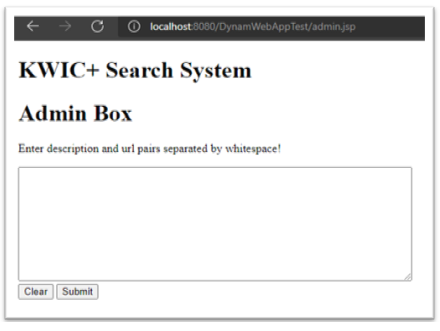 localhost:8080/DynamWebAppTest/admin.jsp
KWIC+ Search System
Admin Box
Enter description and url pairs separated by whitespace!
Clear Submit